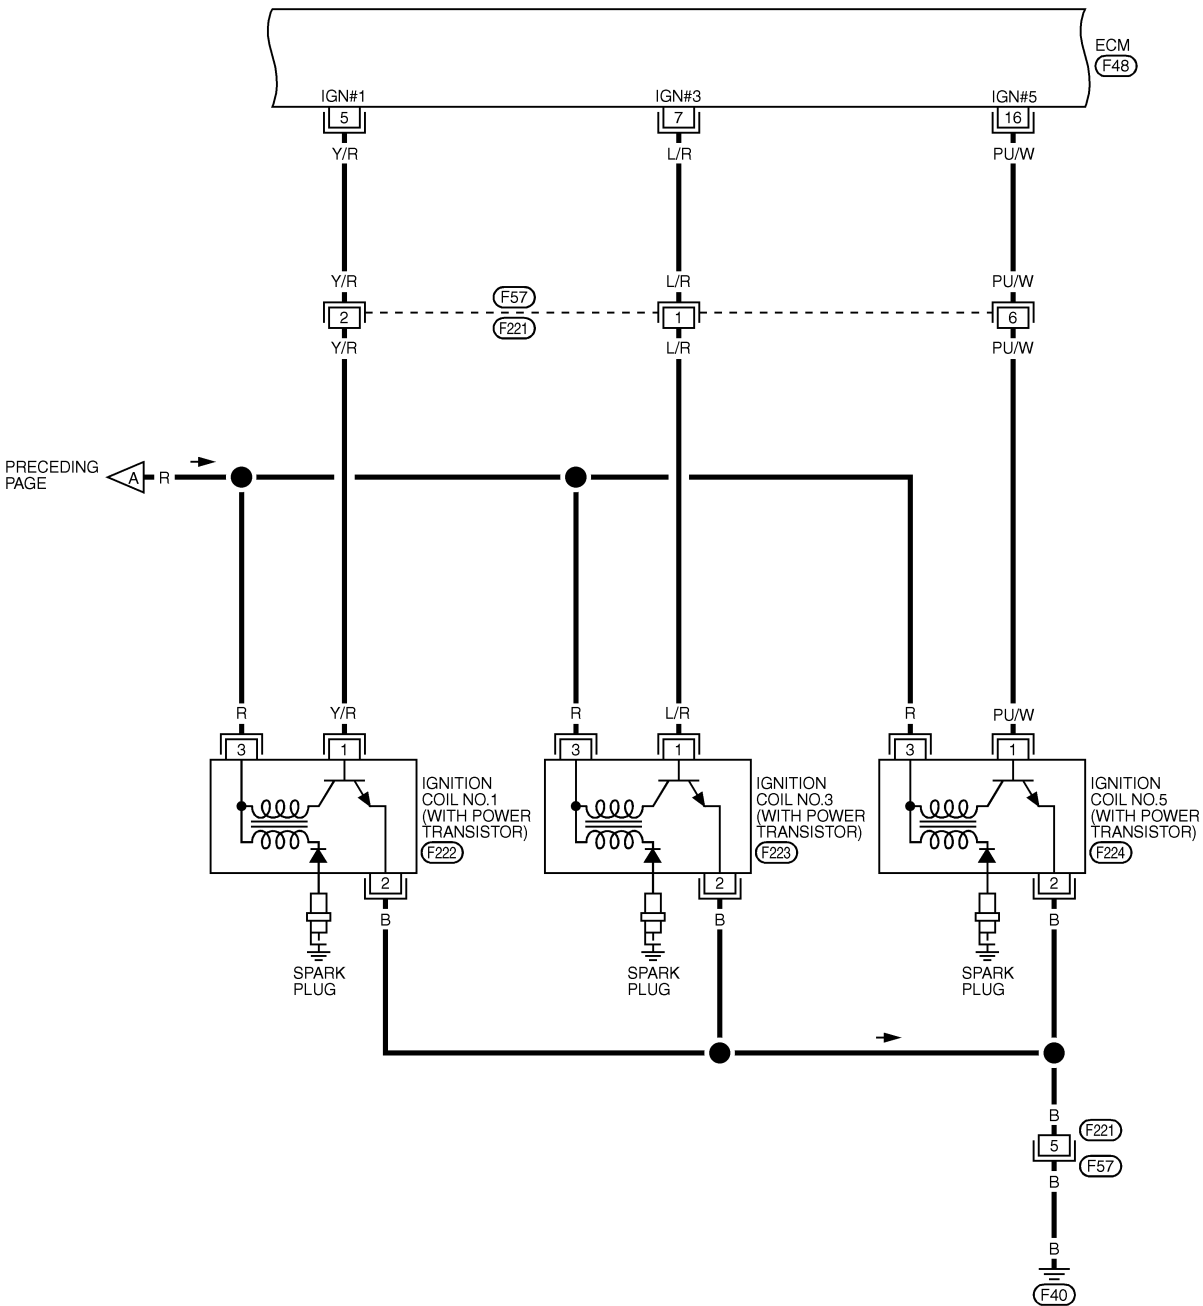 ECM
F48
IGN#1
IGN#3
IGN#5
5
7
16
Y/R
L/R
PU/W
Y/R
L/R
PU/W
F57
2
1
6
F221
Y/R
L/R
PU/W
PRECEDING
PAGE
A
R
R
Y/R
R
L/R
R
PU/W
3
1
3
1
3
1
IGNITION
COIL NO.1
(WITH POWER
TRANSISTOR)
F222
IGNITION
COIL NO.3
(WITH POWER
TRANSISTOR)
F223
IGNITION
COIL NO.5
(WITH POWER
TRANSISTOR)
F224
2
2
2
B
B
B
SPARK
PLUG
SPARK
PLUG
SPARK
PLUG
B
F221
5
F57
B
B
F40